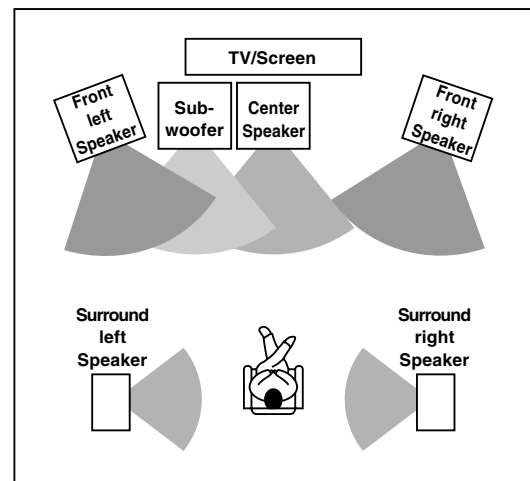 TV/Screen
Front
left
Speaker
Sub-
woofer
Center
Speaker
Front
right
Speaker
Surround
left
Speaker
Surround
right
Speaker